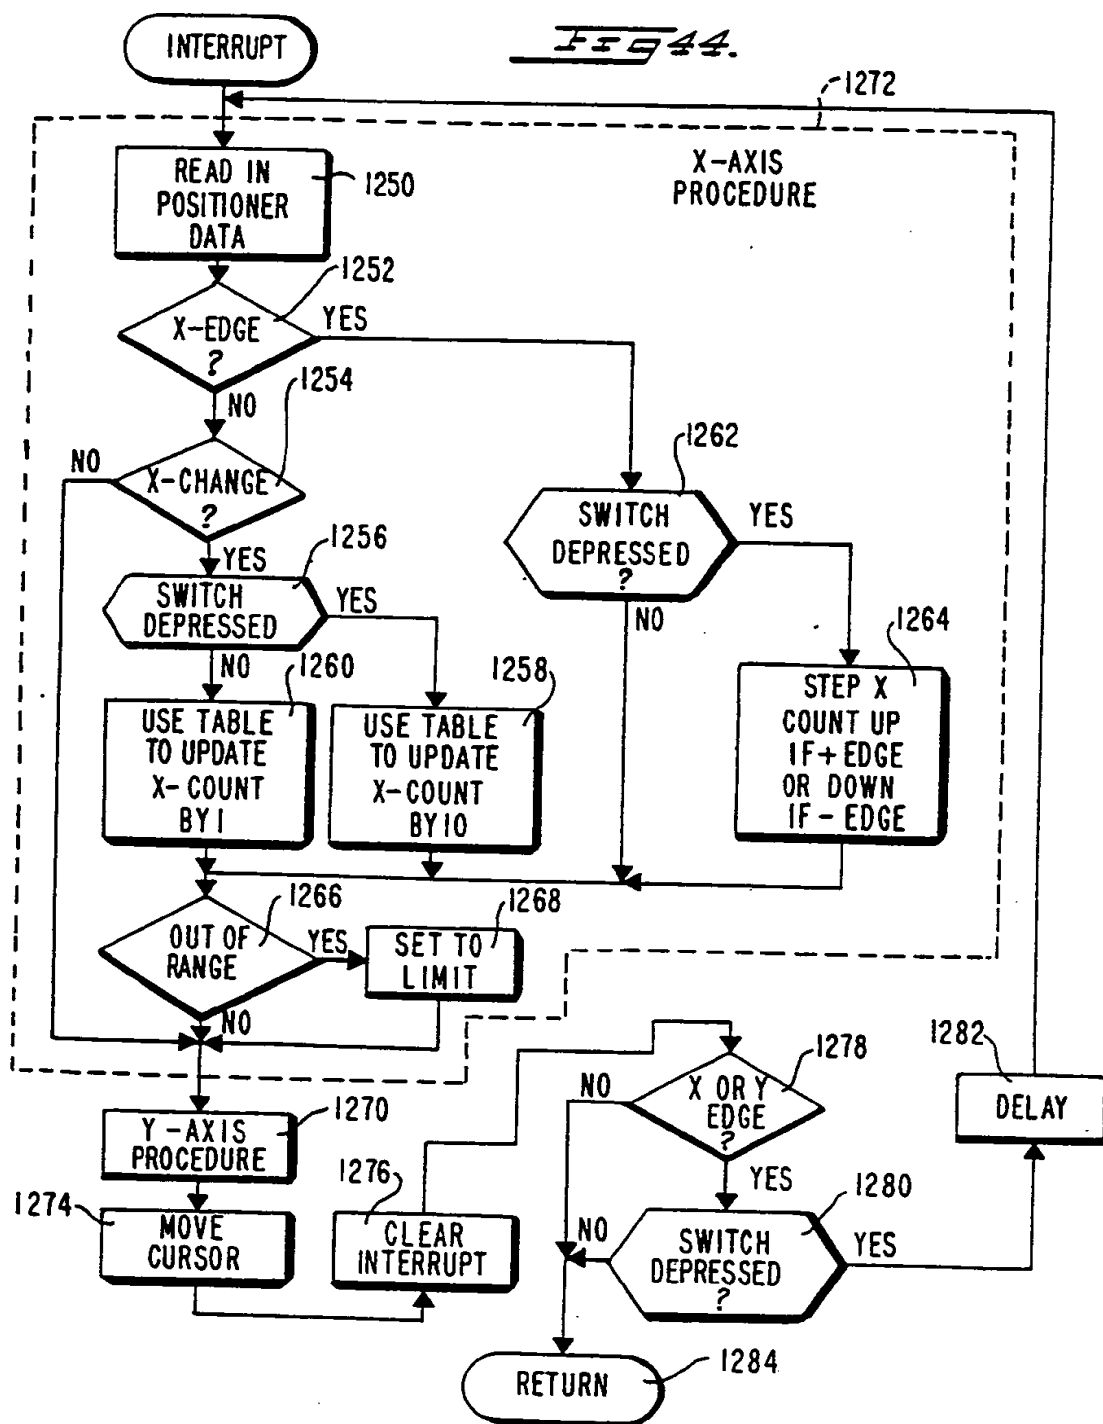 INTERRUPT
FIG 44.
1272
X-AXIS
PROCEDURE
READ IN
POSITIONER
DATA
1250
1252
X-EDGE
?
YES
NO
1254
X-CHANGE
?
NO
YES
1256
SWITCH
DEPRESSED
YES
NO
1262
SWITCH
DEPRESSED
?
YES
NO
1260
USE TABLE
TO UPDATE
X-COUNT
BY 1
1258
USE TABLE
TO UPDATE
X-COUNT
BY 10
1264
STEP X
COUNT UP
IF + EDGE
OR DOWN
IF - EDGE
1266
OUT OF
RANGE
YES
NO
1268
SET TO
LIMIT
1270
Y-AXIS
PROCEDURE
1274
MOVE
CURSOR
1276
CLEAR
INTERRUPT
1278
X OR Y
EDGE
?
NO
YES
1280
SWITCH
DEPRESSED
?
NO
YES
1282
DELAY
RETURN
1284